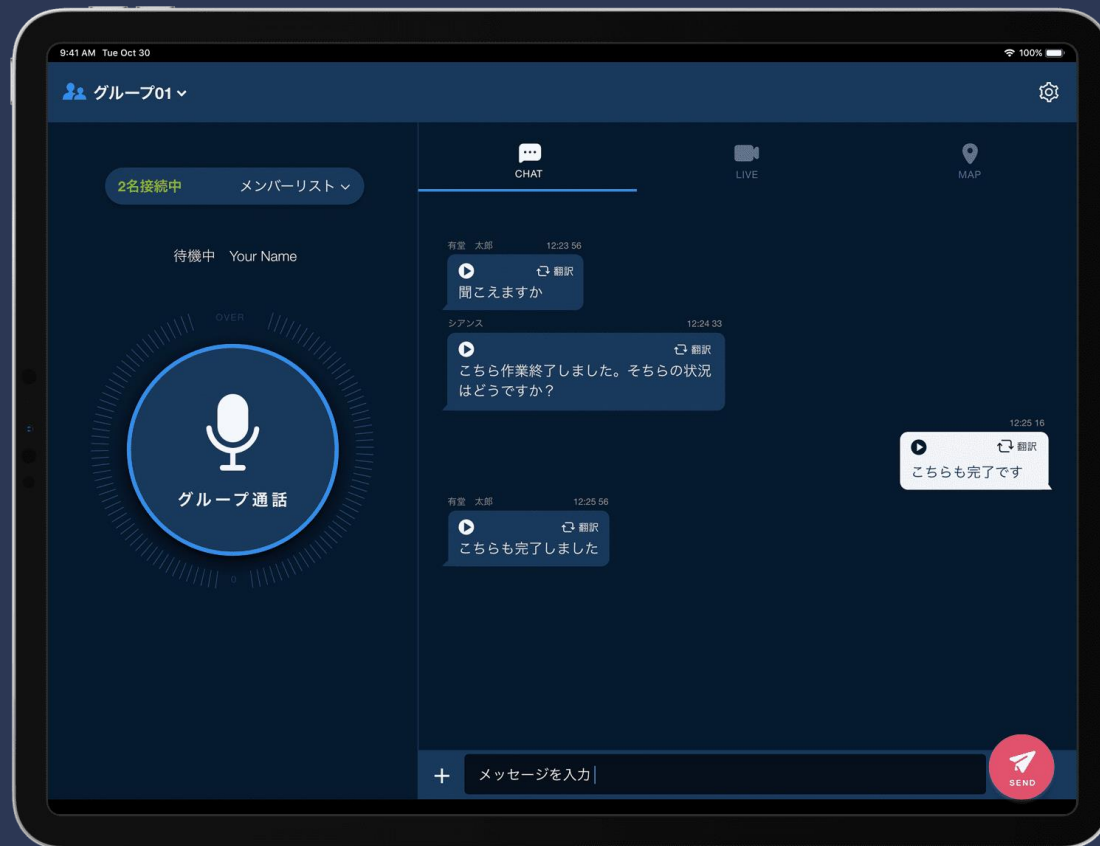 9:41 AM Tue Oct 30
100%
グループ01
2名接続中 メンバーリスト
待機中 Your Name
OVER
グループ通話
0
CHAT
LIVE
MAP
有堂 太郎 12:23 56
翻訳
聞こえますか
シアンス 12:24 33
翻訳
こちら作業終了しました。そちらの状況
はどうですか？
12:25 16
翻訳
こちらも完了です
有堂 太郎 12:25 56
翻訳
こちらも完了しました
メッセージを入力
SEND